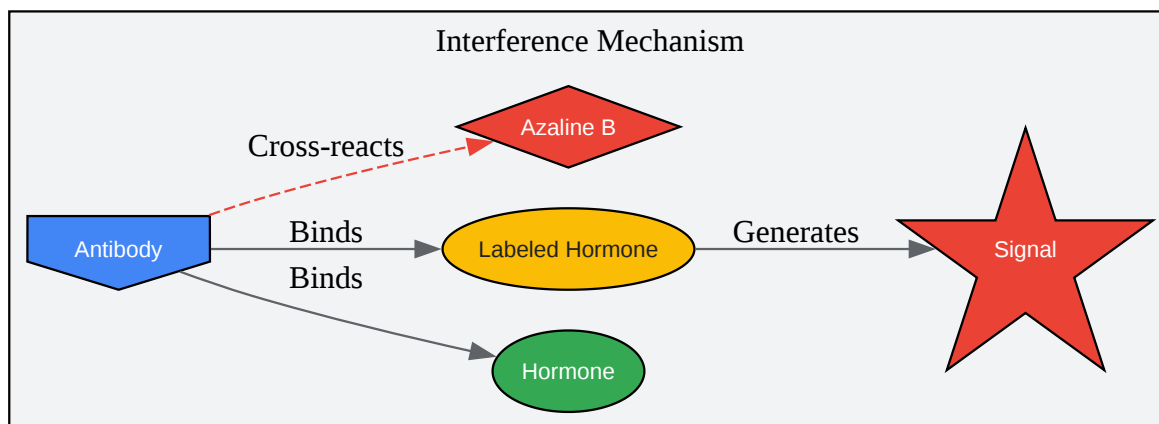 Interference Mechanism
Azaline B
Cross-reacts
Antibody
Binds
Labeled Hormone
Generates
Signal
Binds
Hormone